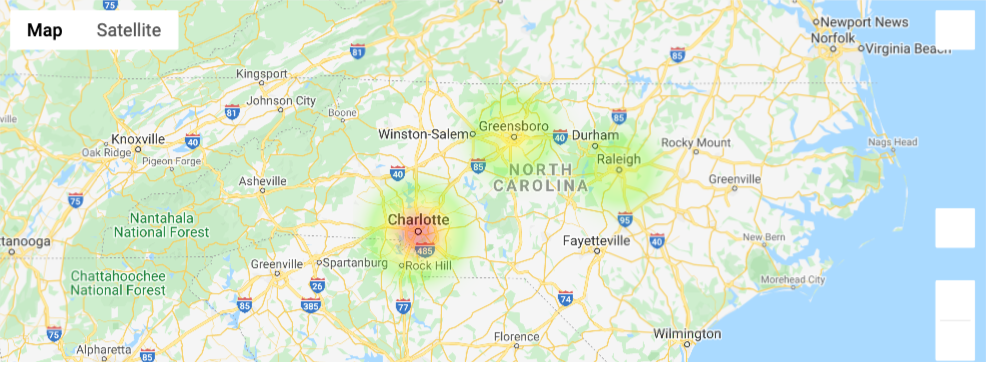 Map
Satellite
75
Newport News
Norfolk
Virginia Beach
81
85
Kingsport
Johnson City
81
Boone
85
ville
Knoxville
40
Winston-Salem
Greensboro
40
Durham
Oak Ridge
Pigeon Forge
85
Raleigh
Rocky Mount
Nags Head
40
NORTH
CAROLINA
Asheville
Greenville
75
Nantahala
National Forest
Charlotte
95
tanooga
485
Fayetteville
40
New Bern
Greenville
Spartanburg
Rock Hill
Chattahoochee
National Forest
26
Morehead City
85
385
77
74
75
Florence
Wilmington
Alpharetta
85